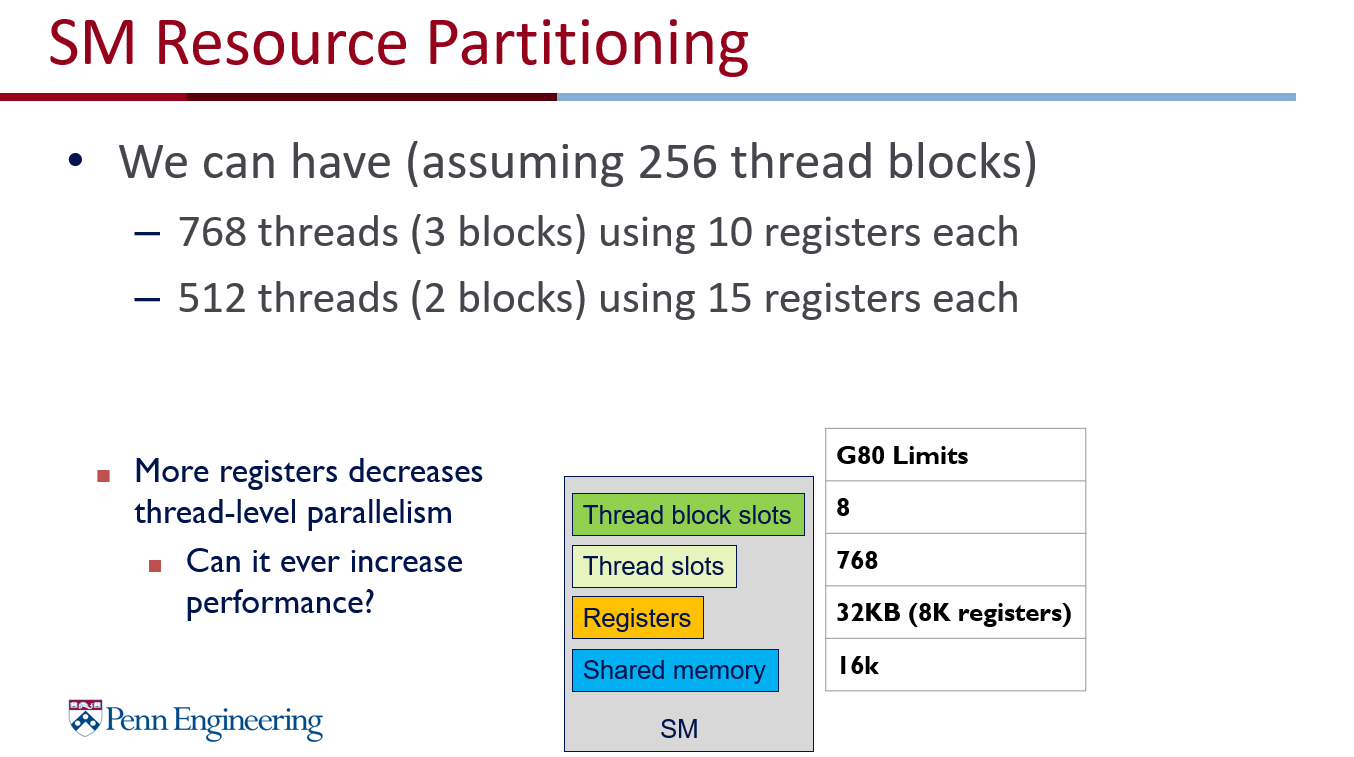 SM Resource Partitioning
• We can have (assuming 256 thread blocks)
– 768 threads (3 blocks) using 10 registers each
– 512 threads (2 blocks) using 15 registers each
More registers decreases
thread-level parallelism
Can it ever increase
performance?
Thread block slots
Thread slots
Registers
Shared memory
SM
G80 Limits
8
768
32KB (8K registers)
16k
Penn Engineering